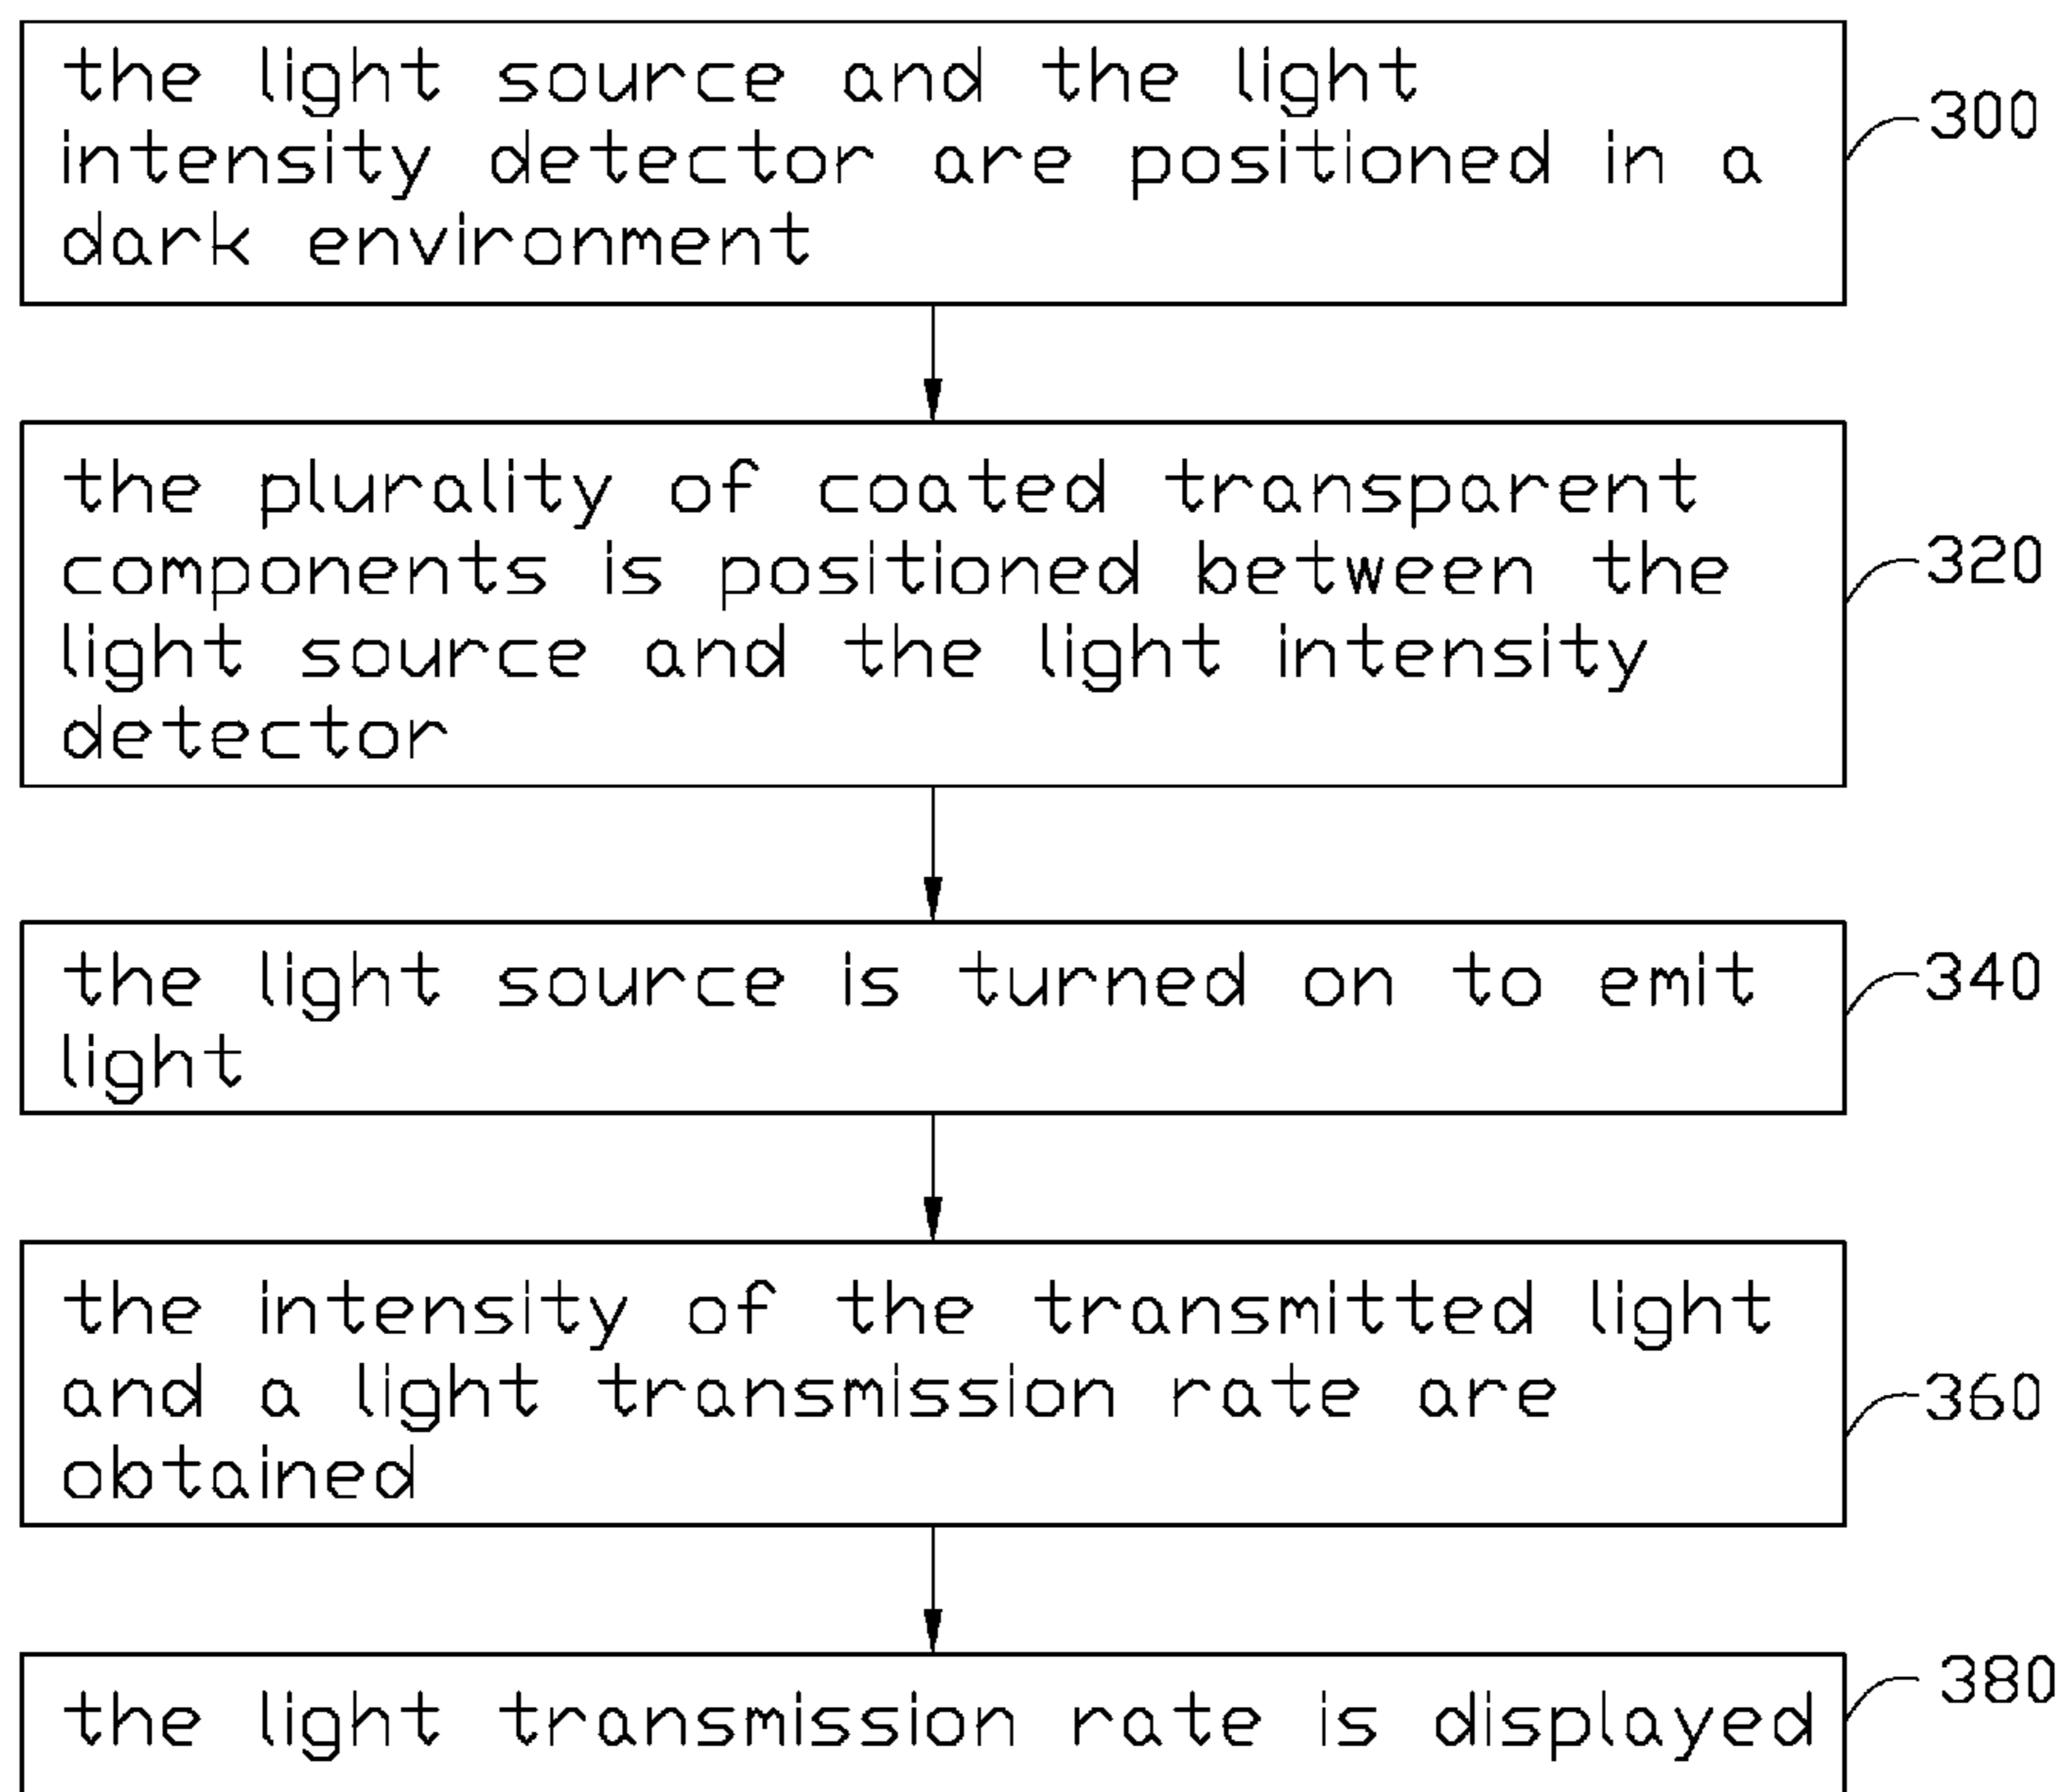 the light source and the light
intensity detector are positioned in a
dark environment
300
the plurality of coated transparent
components is positioned between the
light source and the light intensity
detector
320
the light source is turned on to emit
light
340
the intensity of the transmitted light
and a light transmission rate are
obtained
360
the light transmission rate is displayed
380